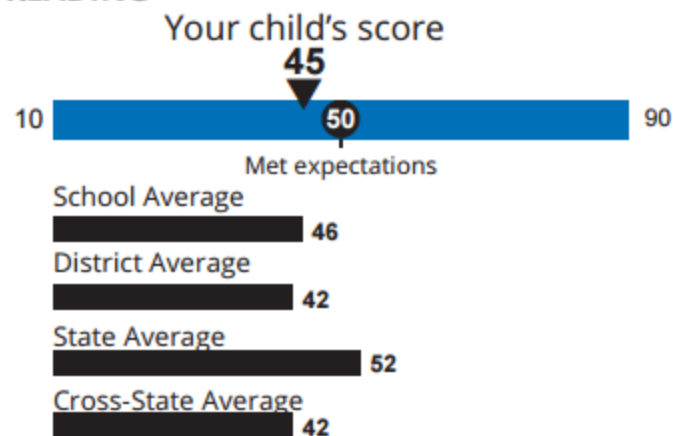 Your child's score
45
10 50 90
Met expectations
School Average
46
District Average
42
State Average
52
Cross-State Average
42